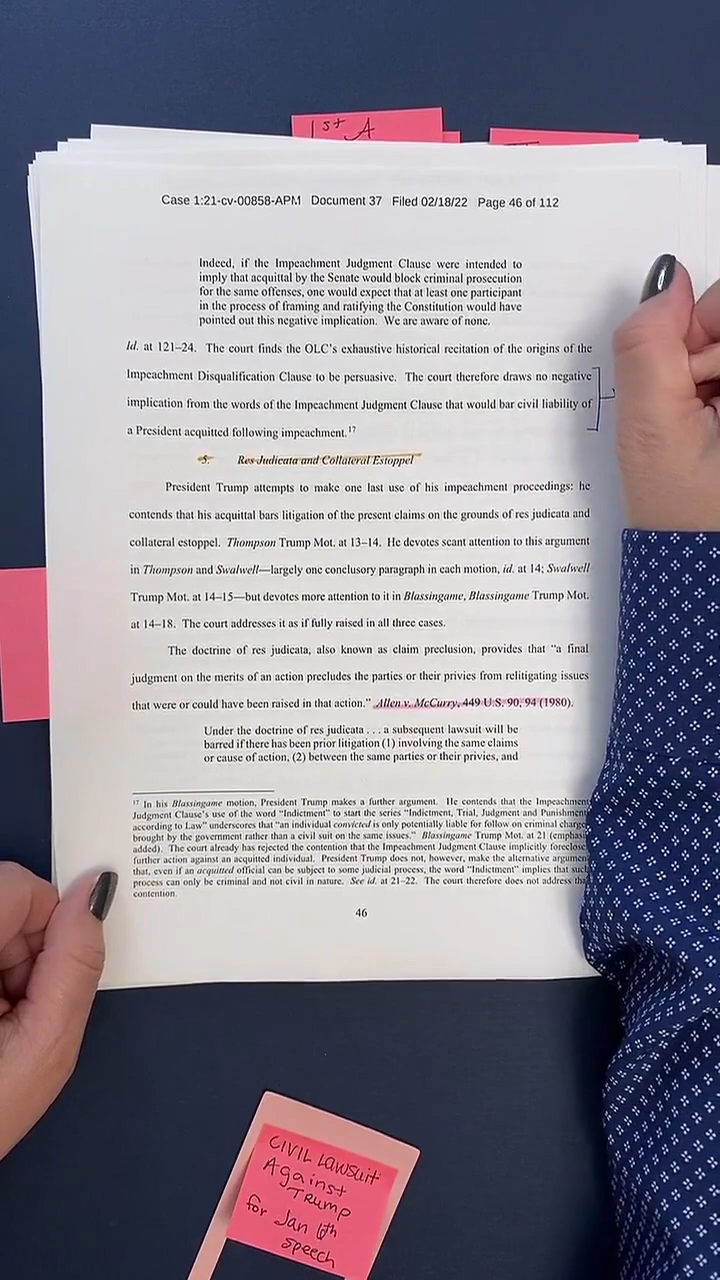 1st A
Case 1:21-cv-00858-APM   Document 37   Filed 02/18/22   Page 46 of 112
Indeed, if the Impeachment Judgment Clause were intended to
imply that acquittal by the Senate would block criminal prosecution
for the same offenses, one would expect that at least one participant
in the process of framing and ratifying the Constitution would have
pointed out this negative implication.  We are aware of none.
Id. at 121–24.  The court finds the OLC's exhaustive historical recitation of the origins of the
Impeachment Disqualification Clause to be persuasive.  The court therefore draws no negative
implication from the words of the Impeachment Judgment Clause that would bar civil liability of
a President acquitted following impeachment.17
5.   Res Judicata and Collateral Estoppel
President Trump attempts to make one last use of his impeachment proceedings: he
contends that his acquittal bars litigation of the present claims on the grounds of res judicata and
collateral estoppel.  Thompson Trump Mot. at 13–14.  He devotes scant attention to this argument
in Thompson and Swalwell—largely one conclusory paragraph in each motion, id. at 14; Swalwell
Trump Mot. at 14–15—but devotes more attention to it in Blassingame, Blassingame Trump Mot.
at 14–18.  The court addresses it as if fully raised in all three cases.
The doctrine of res judicata, also known as claim preclusion, provides that "a final
judgment on the merits of an action precludes the parties or their privies from relitigating issues
that were or could have been raised in that action."  Allen v. McCurry, 449 U.S. 90, 94 (1980).
Under the doctrine of res judicata . . . a subsequent lawsuit will be
barred if there has been prior litigation (1) involving the same claims
or cause of action, (2) between the same parties or their privies, and
17 In his Blassingame motion, President Trump makes a further argument.  He contends that the Impeachment
Judgment Clause's use of the word "Indictment" to start the series "Indictment, Trial, Judgment and Punishment
according to Law" underscores that "an individual convicted is only potentially liable for follow on criminal charge
brought by the government rather than a civil suit on the same issues."  Blassingame Trump Mot. at 21 (emphasi
added).  The court already has rejected the contention that the Impeachment Judgment Clause implicitly foreclose
further action against an acquitted individual.  President Trump does not, however, make the alternative argumen
that, even if an acquitted official can be subject to some judicial process, the word "Indictment" implies that such
process can only be criminal and not civil in nature.  See id. at 21–22.  The court therefore does not address tha
contention.
46
CIVIL Lawsuit
Against
TRump
for Jan 6th
speech